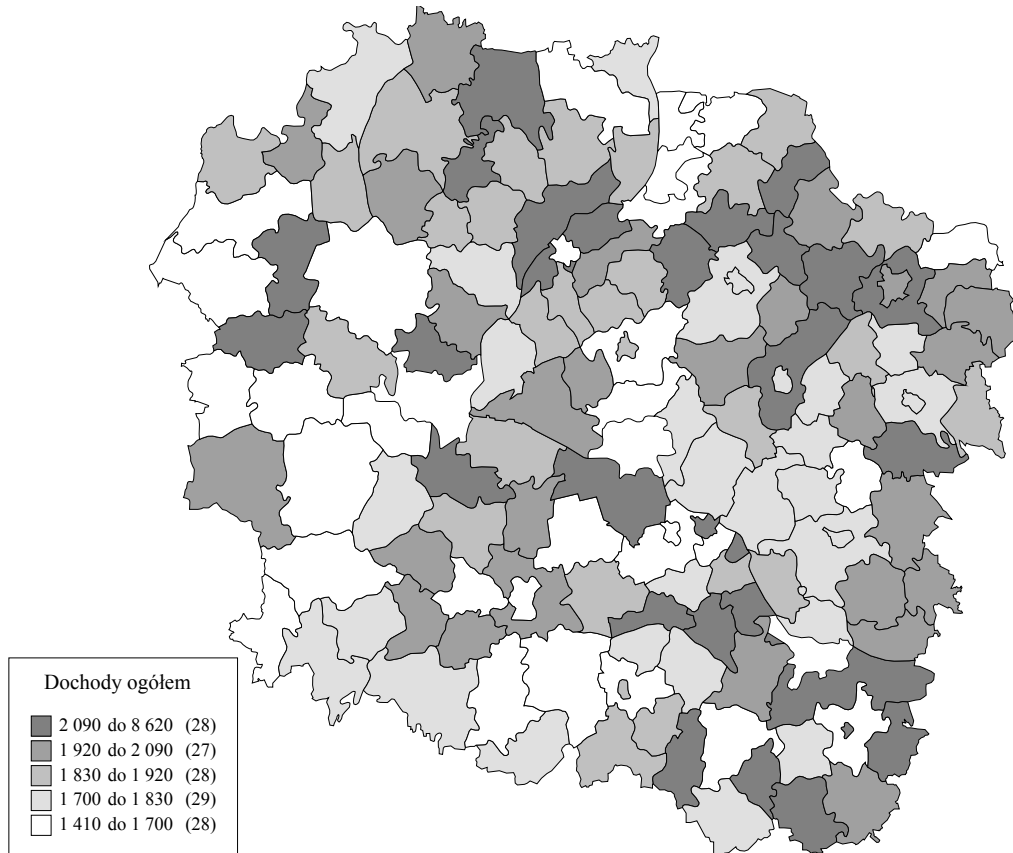 Dochody ogółem
2 090 do 8 620 (28)
1 920 do 2 090 (27)
1 830 do 1 920 (28)
1 700 do 1 830 (29)
1 410 do 1 700 (28)